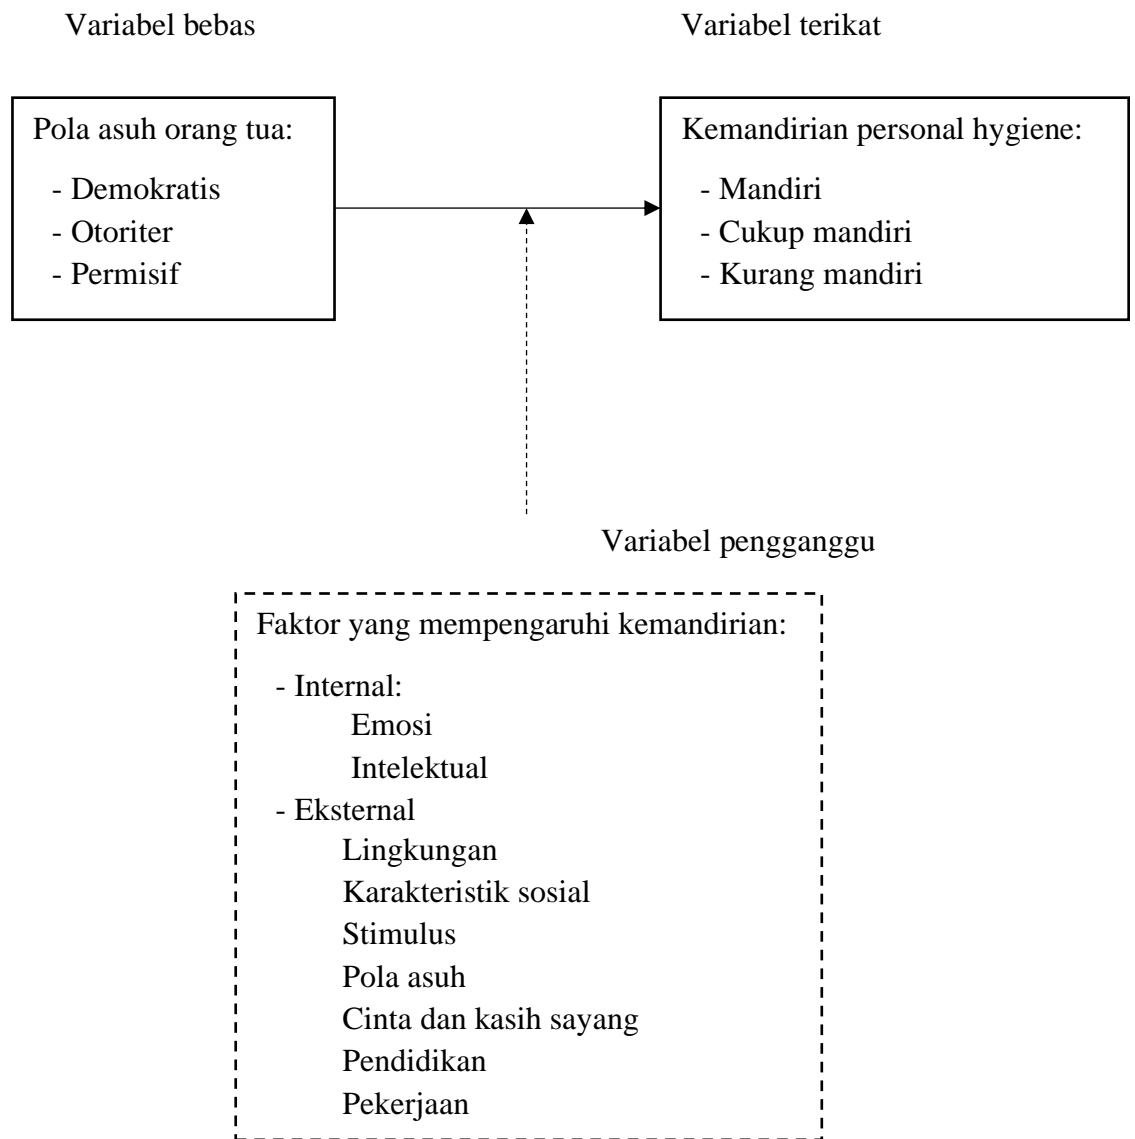 Variabel bebas
Variabel terikat
Pola asuh orang tua:
- Demokratis
- Otoriter
- Permisif
Kemandirian personal hygiene:
- Mandiri
- Cukup mandiri
- Kurang mandiri
Variabel pengganggu
Faktor yang mempengaruhi kemandirian:
- Internal:
Emosi
Intelektual
- Eksternal
Lingkungan
Karakteristik sosial
Stimulus
Pola asuh
Cinta dan kasih sayang
Pendidikan
Pekerjaan